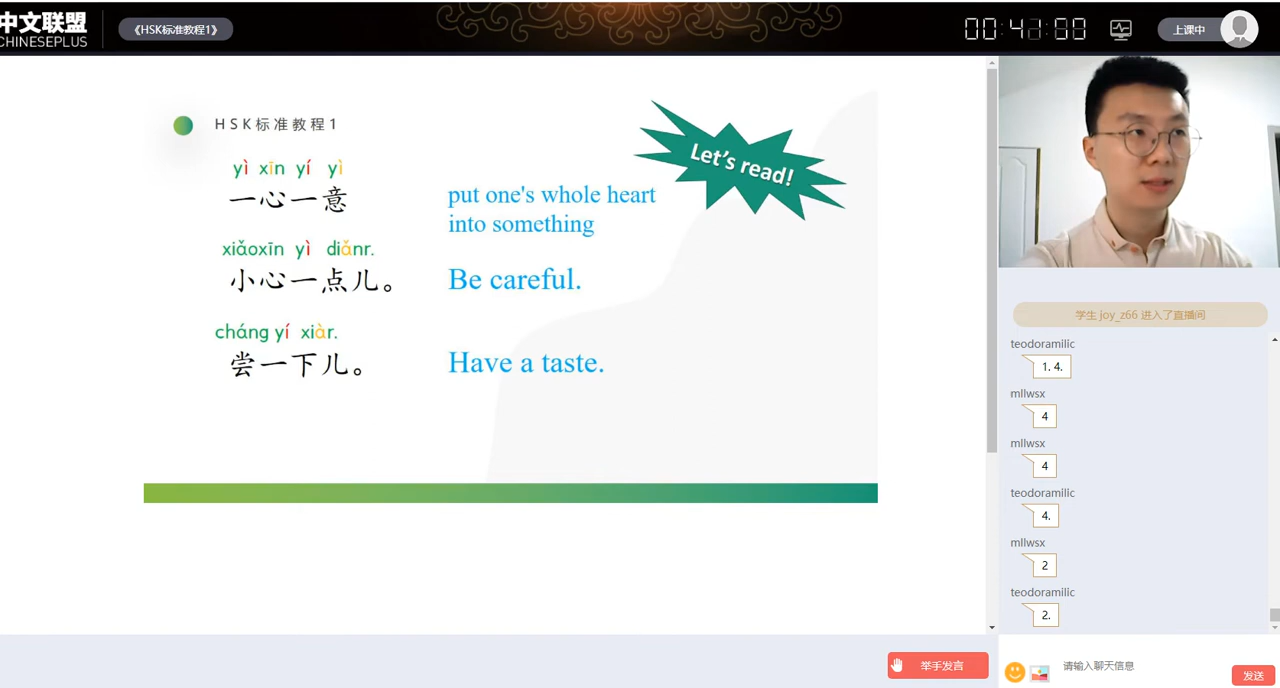 中文联盟
CHINESEPLUS
《HSK标准教程1》
上课中
HSK标准教程1
Let's read!
yì xīn yí yì
一心一意
put one's whole heart
into something
xiǎoxīn yì diǎnr.
小心一点儿。
Be careful.
cháng yí xiàr.
尝一下儿。
Have a taste.
学生 joy_z66 进入了直播间
teodoramilic
1. 4.
mllwsx
4
mllwsx
4
teodoramilic
4.
mllwsx
2
teodoramilic
2.
举手发言
请输入聊天信息
发送